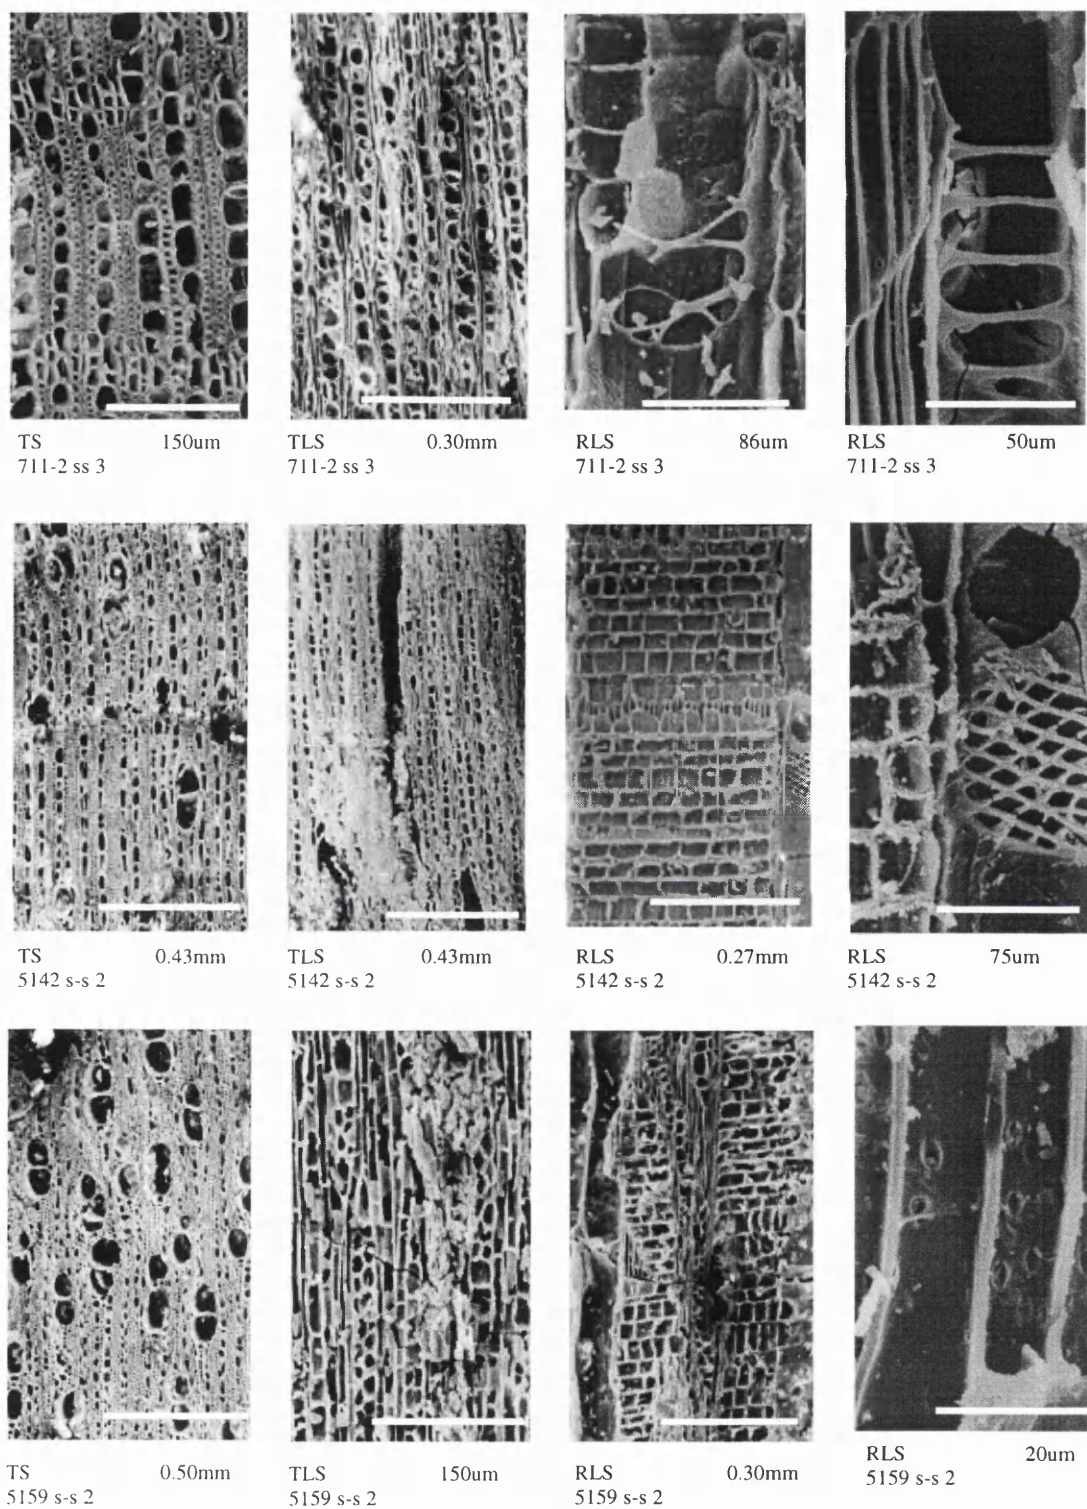 TS 150um
711-2 ss 3
TLS 0.30mm
711-2 ss 3
RLS 86um
711-2 ss 3
RLS 50um
711-2 ss 3
TS 0.43mm
5142 s-s 2
TLS 0.43mm
5142 s-s 2
RLS 0.27mm
5142 s-s 2
RLS 75um
5142 s-s 2
TS 0.50mm
5159 s-s 2
TLS 150um
5159 s-s 2
RLS 0.30mm
5159 s-s 2
RLS 20um
5159 s-s 2